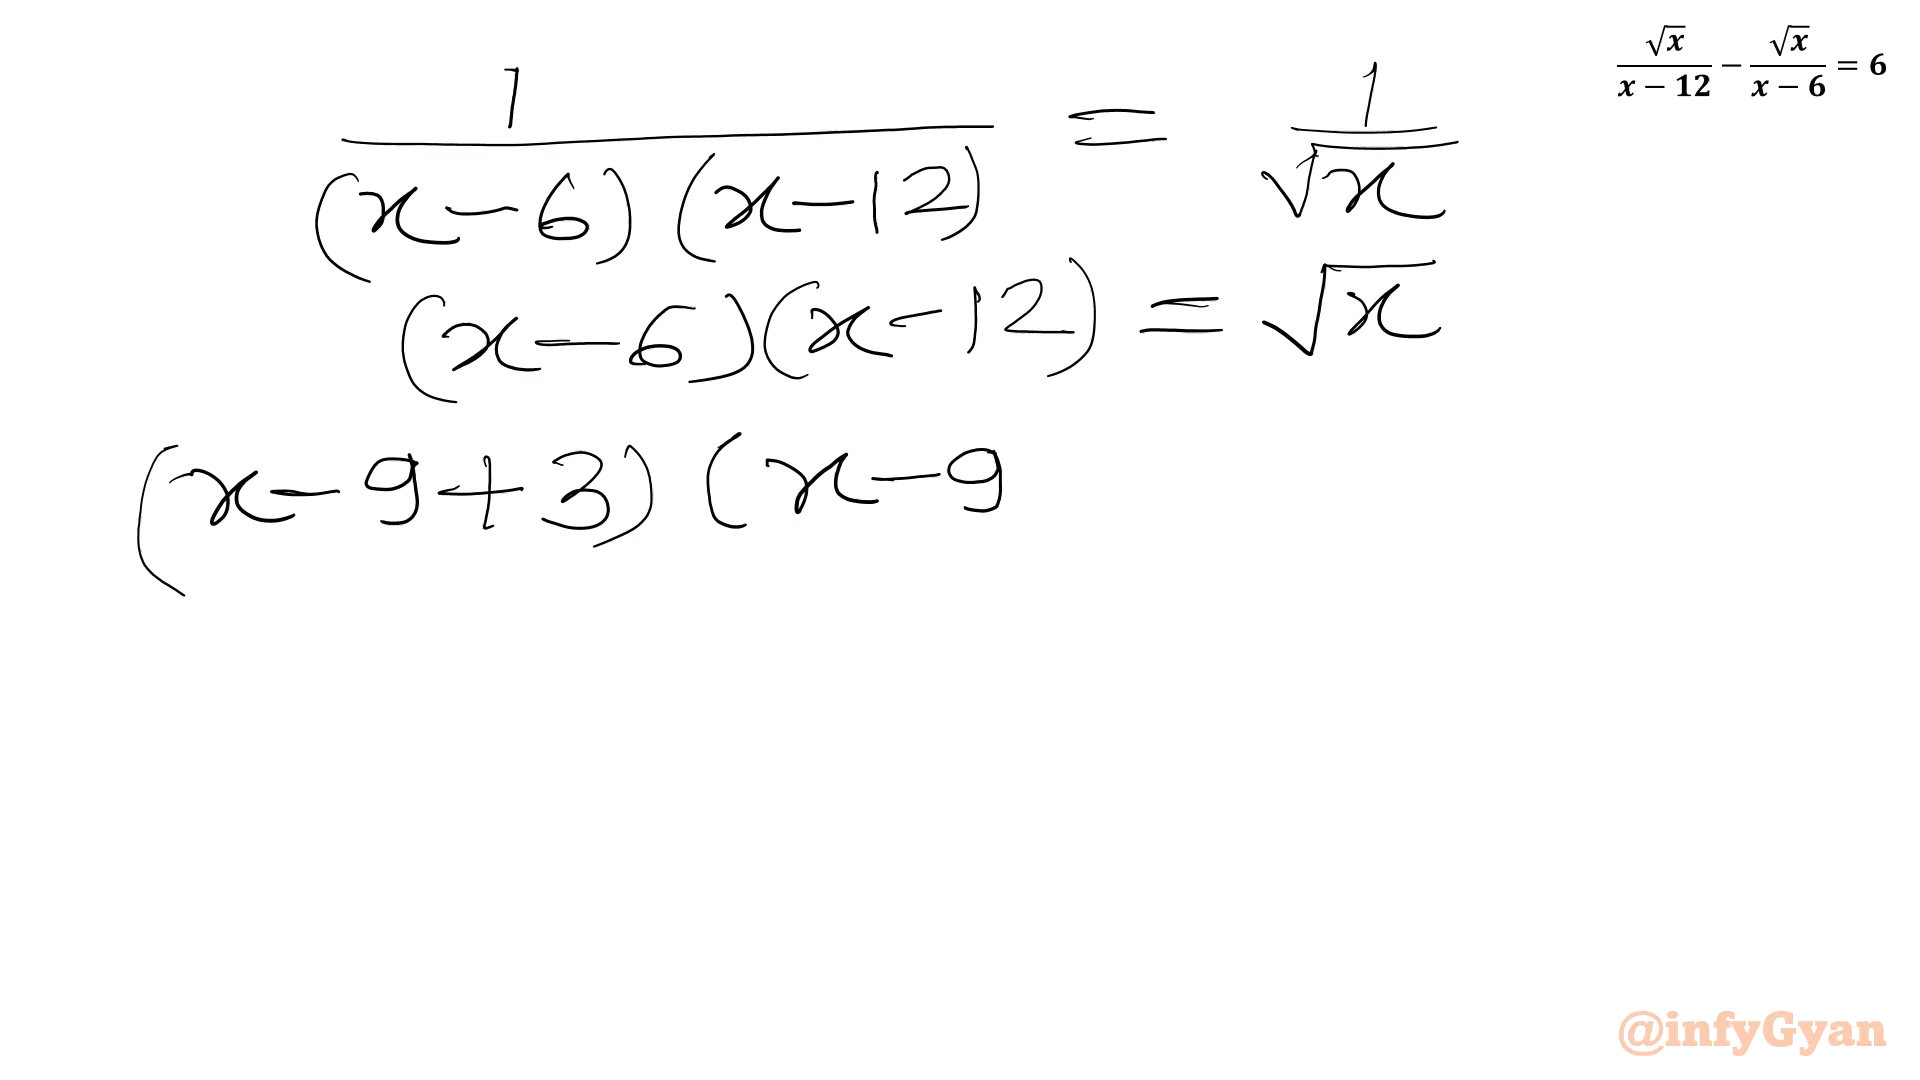 √x/(x − 12) − √x/(x − 6) = 6
1/((x − 6)(x − 12)) = 1/√x
(x − 6)(x − 12) = √x
(x − 9 + 3) (x − 9
@infyGyan